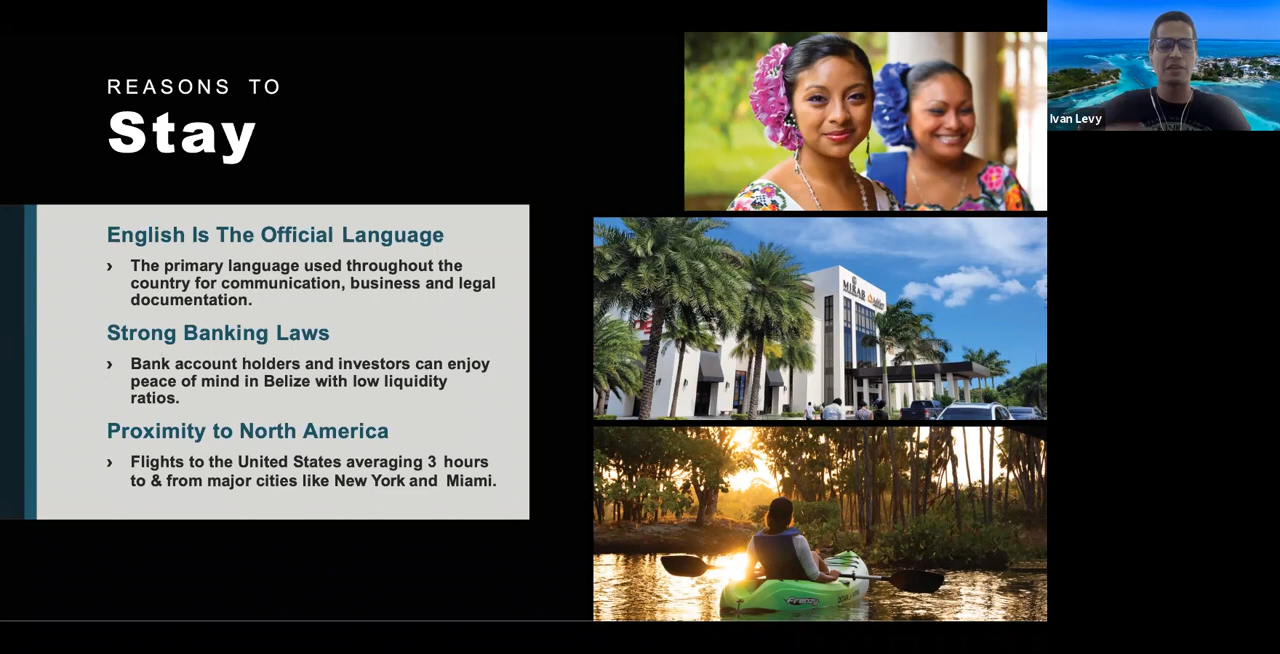 REASONS TO
Stay
English Is The Official Language
› The primary language used throughout the
country for communication, business and legal
documentation.
Strong Banking Laws
› Bank account holders and investors can enjoy
peace of mind in Belize with low liquidity
ratios.
Proximity to North America
› Flights to the United States averaging 3 hours
to & from major cities like New York and Miami.
Ivan Levy
MIKAB
Firenzy